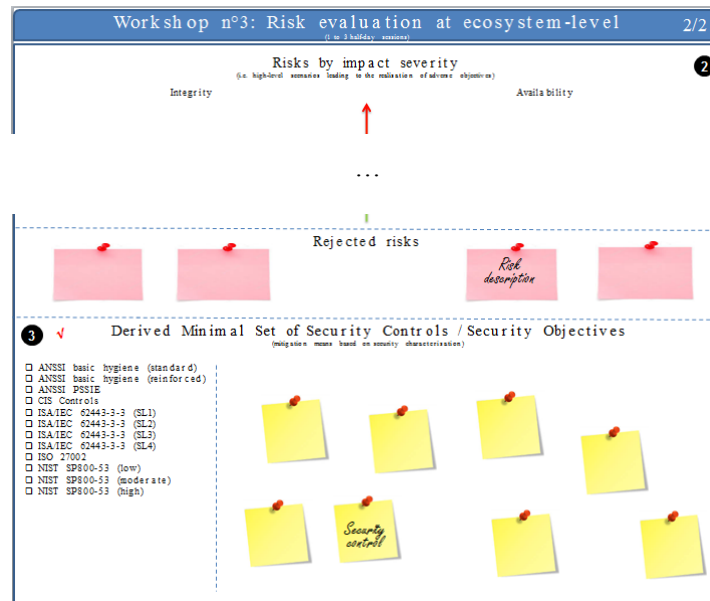 Workshop n°3: Risk evaluation at ecosystem-level 2/2
(1 to 3 halfday sessions)
Risks by impact severity
2
(i.e. high-level scenarios leading to the realisation of adverse objectives)
Integrity Availability
...
Rejected risks
Risk
description
3 √ Derived Minimal Set of Security Controls / Security Objectives
(mitigation means based on security characterisation)
☐ ANSSI basic hygiene (standard)
☐ ANSSI basic hygiene (reinforced)
☐ ANSSI PSSIE
☐ CIS Controls
☐ ISA/IEC 62443-3-3 (SL1)
☐ ISA/IEC 62443-3-3 (SL2)
☐ ISA/IEC 62443-3-3 (SL3)
☐ ISA/IEC 62443-3-3 (SL4)
☐ ISO 27002
☐ NIST SP800-53 (low)
☐ NIST SP800-53 (moderate)
☐ NIST SP800-53 (high)
Security
control